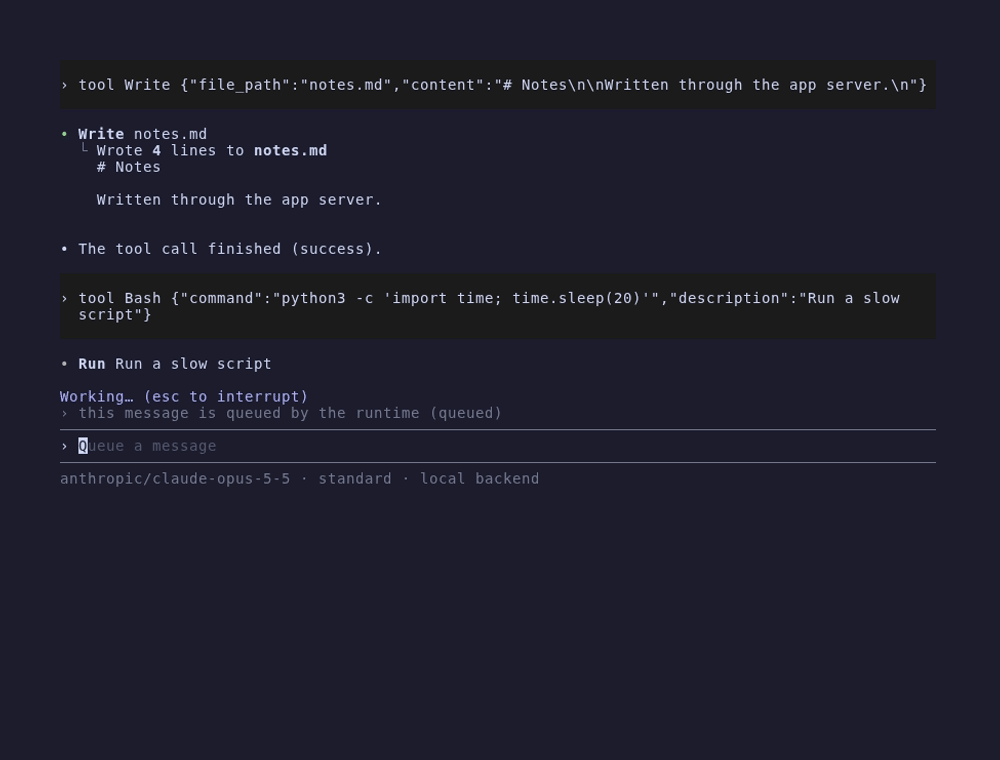 › tool Write {"file_path":"notes.md","content":"# Notes\n\nWritten through the app server.\n"}
• Write notes.md
└ Wrote 4 lines to notes.md
# Notes
Written through the app server.
• The tool call finished (success).
› tool Bash {"command":"python3 -c 'import time; time.sleep(20)'","description":"Run a slow
script"}
• Run Run a slow script
Working… (esc to interrupt)
› this message is queued by the runtime (queued)
› Queue a message
anthropic/claude-opus-5-5 · standard · local backend